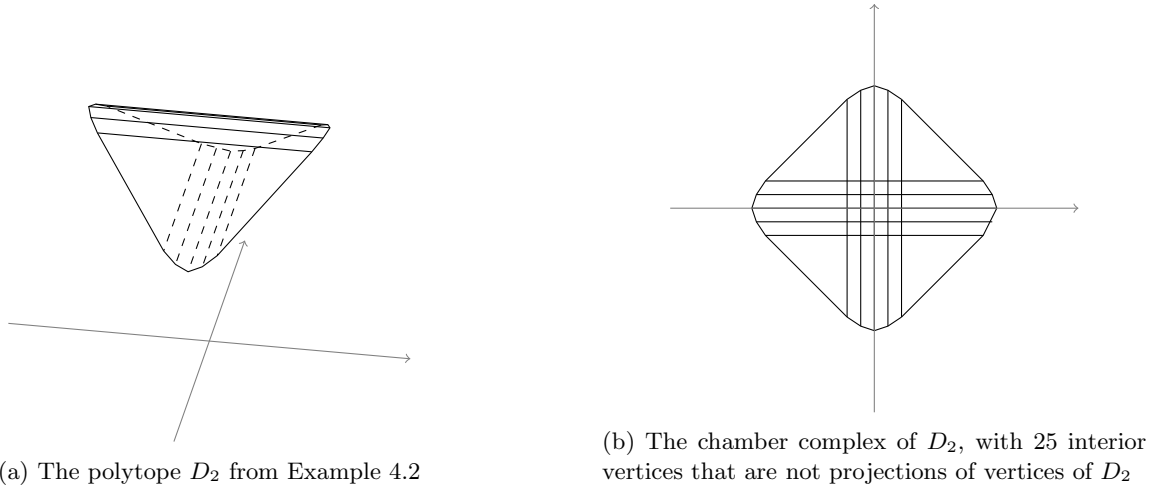 (a) The polytope D₂ from Example 4.2
(b) The chamber complex of D₂, with 25 interior
vertices that are not projections of vertices of D₂